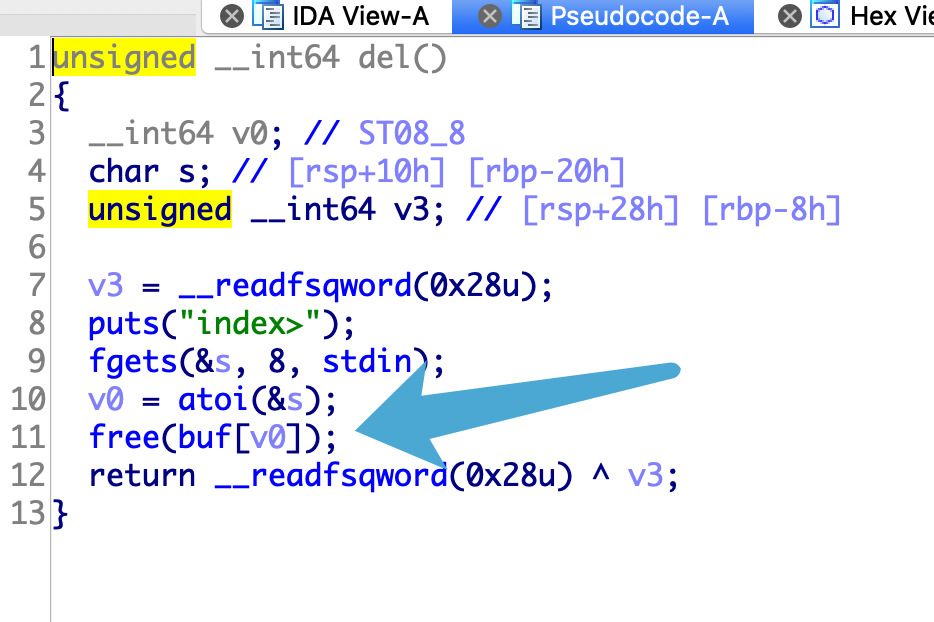 IDA View-A Pseudocode-A Hex Vie
1 unsigned __int64 del()
2 {
3 __int64 v0; // ST08_8
4 char s; // [rsp+10h] [rbp-20h]
5 unsigned __int64 v3; // [rsp+28h] [rbp-8h]
6
7 v3 = __readfsqword(0x28u);
8 puts("index>");
9 fgets(&s, 8, stdin);
10 v0 = atoi(&s);
11 free(buf[v0]);
12 return __readfsqword(0x28u) ^ v3;
13 }